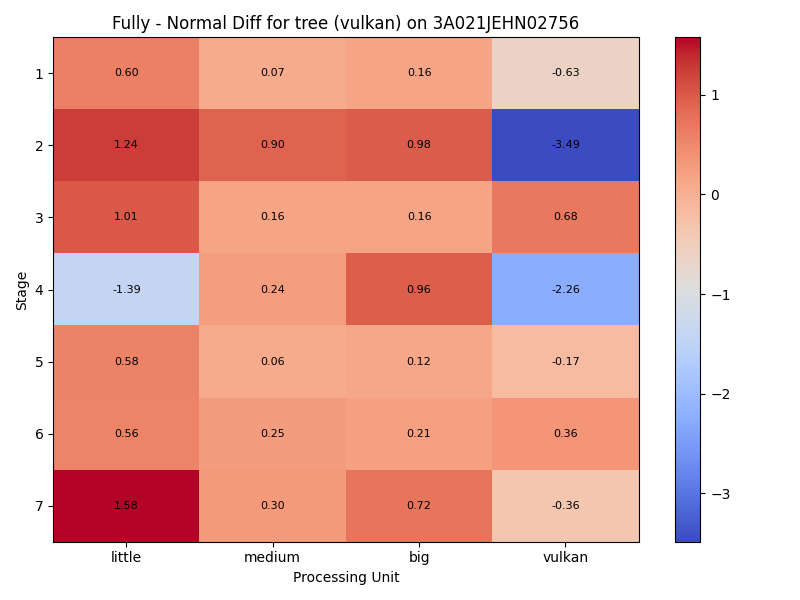 Fully - Normal Diff for tree (vulkan) on 3A021JEHN02756
1 0.60 0.07 0.16 -0.63
2 1.24 0.90 0.98 -3.49
3 1.01 0.16 0.16 0.68
4 -1.39 0.24 0.96 -2.26
5 0.58 0.06 0.12 -0.17
6 0.56 0.25 0.21 0.36
7 1.58 0.30 0.72 -0.36
little medium big vulkan
Processing Unit
Stage
1
0
−1
−2
−3